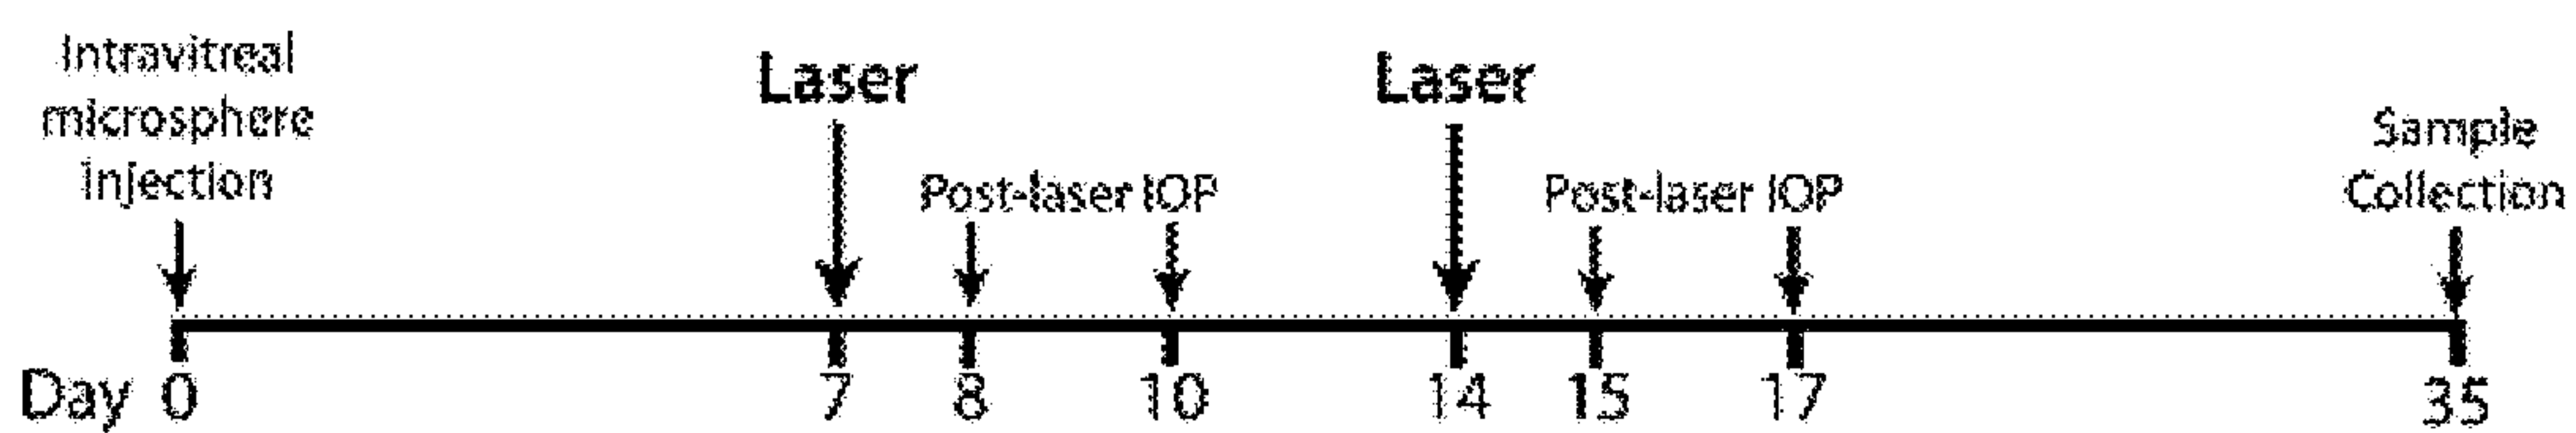 Intravitreal
microsphere
injection
Laser
Post-laser IOP
Laser
Post-laser IOP
Sample
Collection
Day 0 7 8 10 14 15 17 35